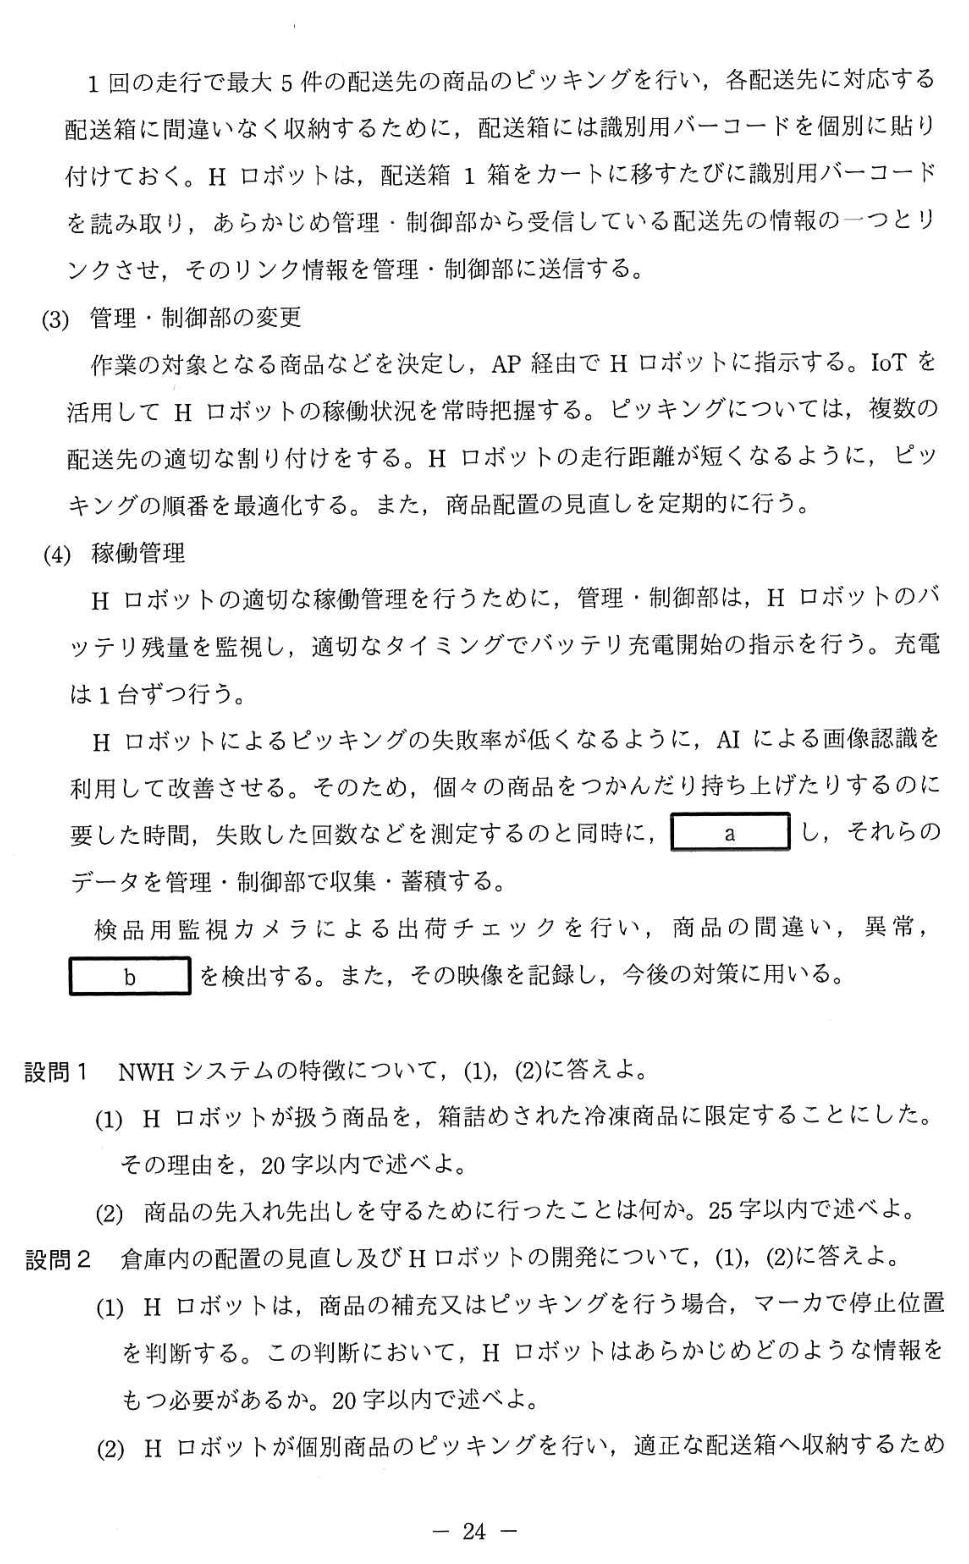 1 回の走行で最大 5 件の配送先の商品のピッキングを行い，各配送先に対応する
配送箱に間違いなく収納するために，配送箱には識別用バーコードを個別に貼り
付けておく。H ロボットは，配送箱 1 箱をカートに移すたびに識別用バーコード
を読み取り，あらかじめ管理・制御部から受信している配送先の情報の一つとリ
ンクさせ，そのリンク情報を管理・制御部に送信する。
(3) 管理・制御部の変更
作業の対象となる商品などを決定し，AP 経由で H ロボットに指示する。IoT を
活用して H ロボットの稼働状況を常時把握する。ピッキングについては，複数の
配送先の適切な割り付けをする。H ロボットの走行距離が短くなるように，ピッ
キングの順番を最適化する。また，商品配置の見直しを定期的に行う。
(4) 稼働管理
H ロボットの適切な稼働管理を行うために，管理・制御部は，H ロボットのバ
ッテリ残量を監視し，適切なタイミングでバッテリ充電開始の指示を行う。充電
は 1 台ずつ行う。
H ロボットによるピッキングの失敗率が低くなるように，AI による画像認識を
利用して改善させる。そのため，個々の商品をつかんだり持ち上げたりするのに
要した時間，失敗した回数などを測定するのと同時に， a し，それらの
データを管理・制御部で収集・蓄積する。
検品用監視カメラによる出荷チェックを行い，商品の間違い，異常，
b を検出する。また，その映像を記録し，今後の対策に用いる。
設問1 NWH システムの特徴について，(1)，(2)に答えよ。
(1) H ロボットが扱う商品を，箱詰めされた冷凍商品に限定することにした。
その理由を，20 字以内で述べよ。
(2) 商品の先入れ先出しを守るために行ったことは何か。25 字以内で述べよ。
設問2 倉庫内の配置の見直し及び H ロボットの開発について，(1)，(2)に答えよ。
(1) H ロボットは，商品の補充又はピッキングを行う場合，マーカで停止位置
を判断する。この判断において，H ロボットはあらかじめどのような情報を
もつ必要があるか。20 字以内で述べよ。
(2) H ロボットが個別商品のピッキングを行い，適正な配送箱へ収納するため
－ 24 －